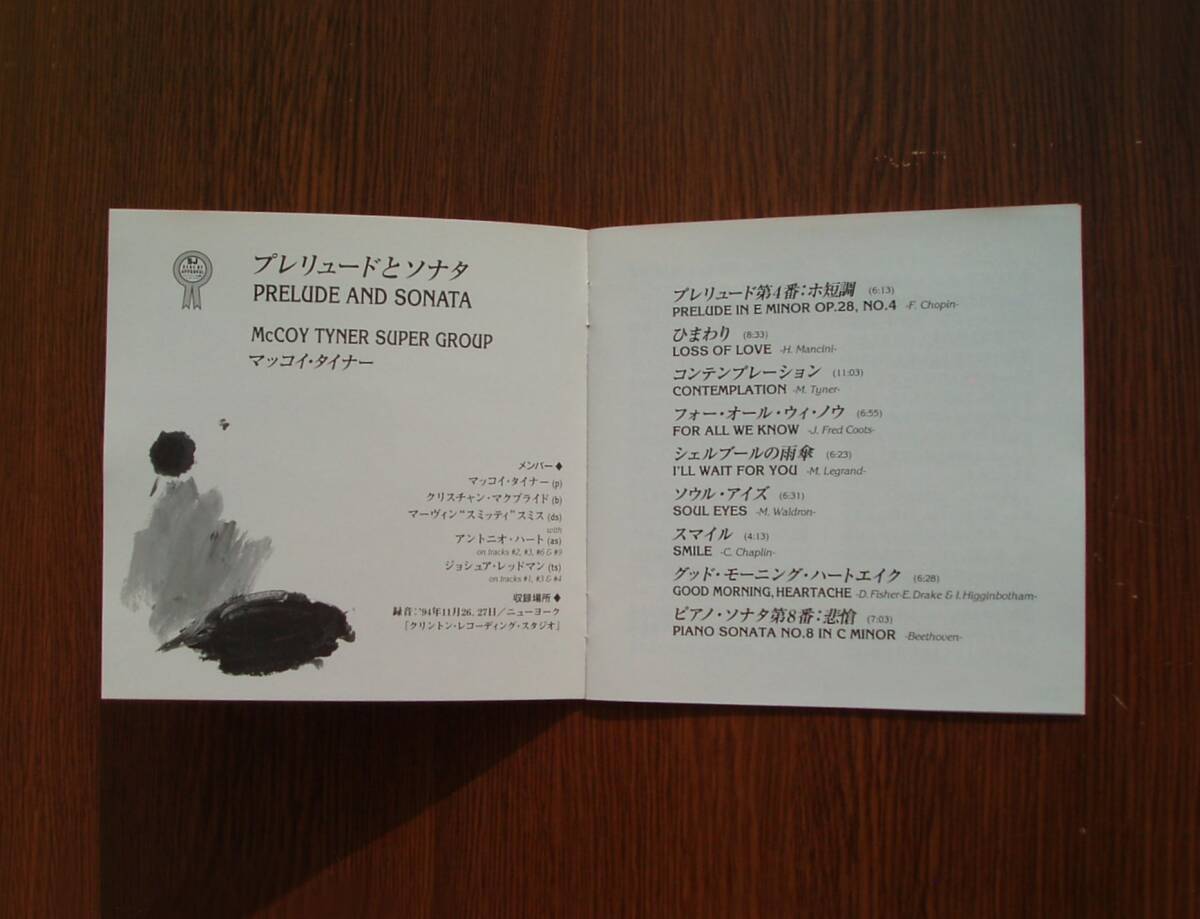 SJ
プレリュードとソナタ
PRELUDE AND SONATA
McCOY TYNER SUPER GROUP
マッコイ・タイナー
メンバー◆
マッコイ・タイナー (p)
クリスチャン・マクブライド (b)
マーヴィン“スミッティ”スミス (ds)
with
アントニオ・ハート (as)
on tracks #2, #3, #6 & #9
ジョシュア・レッドマン (ts)
on tracks #1, #3 & #4
収録場所◆
録音:'94年11月26, 27日/ニューヨーク
「クリントン・レコーディング・スタジオ」
プレリュード第4番:ホ短調 (6:13)
PRELUDE IN E MINOR OP.28, NO.4 -F. Chopin-
ひまわり (8:33)
LOSS OF LOVE -H. Mancini-
コンテンプレーション (11:03)
CONTEMPLATION -M. Tyner-
フォー・オール・ウィ・ノウ (6:55)
FOR ALL WE KNOW -J. Fred Coots-
シェルブールの雨傘 (6:23)
I'LL WAIT FOR YOU -M. Legrand-
ソウル・アイズ (6:31)
SOUL EYES -M. Waldron-
スマイル (4:13)
SMILE -C. Chaplin-
グッド・モーニング・ハートエイク (6:28)
GOOD MORNING, HEARTACHE -D. Fisher-E. Drake & I. Higginbotham-
ピアノ・ソナタ第8番:悲愴 (7:03)
PIANO SONATA NO.8 IN C MINOR -Beethoven-